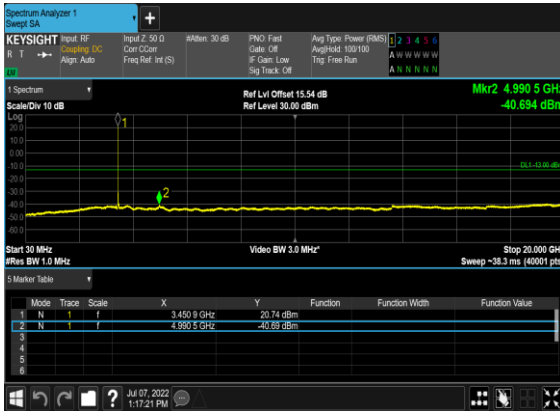 Spectrum Analyzer 1
Swept SA
+
KEYSIGHT Input: RF Input Z: 50 Ω #Atten: 30 dB PNO: Fast Avg Type: Power (RMS) 1 2 3 4 5 6
R T Coupling: DC Corr CCorr Gate: Off Avg|Hold: 100/100 A W W W W W
Align: Auto Freq Ref: Int (S) IF Gain: Low Trig: Free Run
Sig Track: Off A N N N N N
1 Spectrum Ref Lvl Offset 15.54 dB Mkr2 4.990 5 GHz
Scale/Div 10 dB Ref Level 30.00 dBm -40.694 dBm
Log
20.0
10.0
0.00
-10.0
-20.0
-30.0
-40.0
-50.0
-60.0
1
2
DL1 -13.00 dBm
Start 30 MHz Video BW 3.0 MHz* Stop 20.000 GH
#Res BW 1.0 MHz Sweep ~38.3 ms (40001 pts
5 Marker Table
Mode Trace Scale X Y Function Function Width Function Value
1 N 1 f 3.450 9 GHz 20.74 dBm
2 N 1 f 4.990 5 GHz -40.69 dBm
3
4
5
6
? Jul 07, 2022
1:17:21 PM